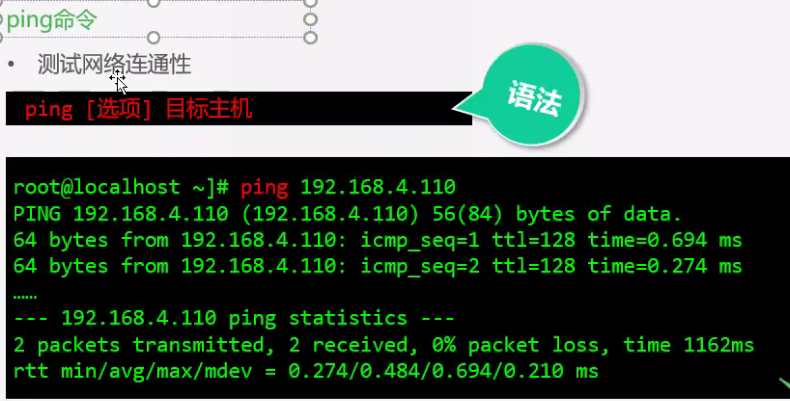 ping命令
• 测试网络连通性
ping [选项] 目标主机
语法
root@localhost ~]# ping 192.168.4.110
PING 192.168.4.110 (192.168.4.110) 56(84) bytes of data.
64 bytes from 192.168.4.110: icmp_seq=1 ttl=128 time=0.694 ms
64 bytes from 192.168.4.110: icmp_seq=2 ttl=128 time=0.274 ms
……
--- 192.168.4.110 ping statistics ---
2 packets transmitted, 2 received, 0% packet loss, time 1162ms
rtt min/avg/max/mdev = 0.274/0.484/0.694/0.210 ms